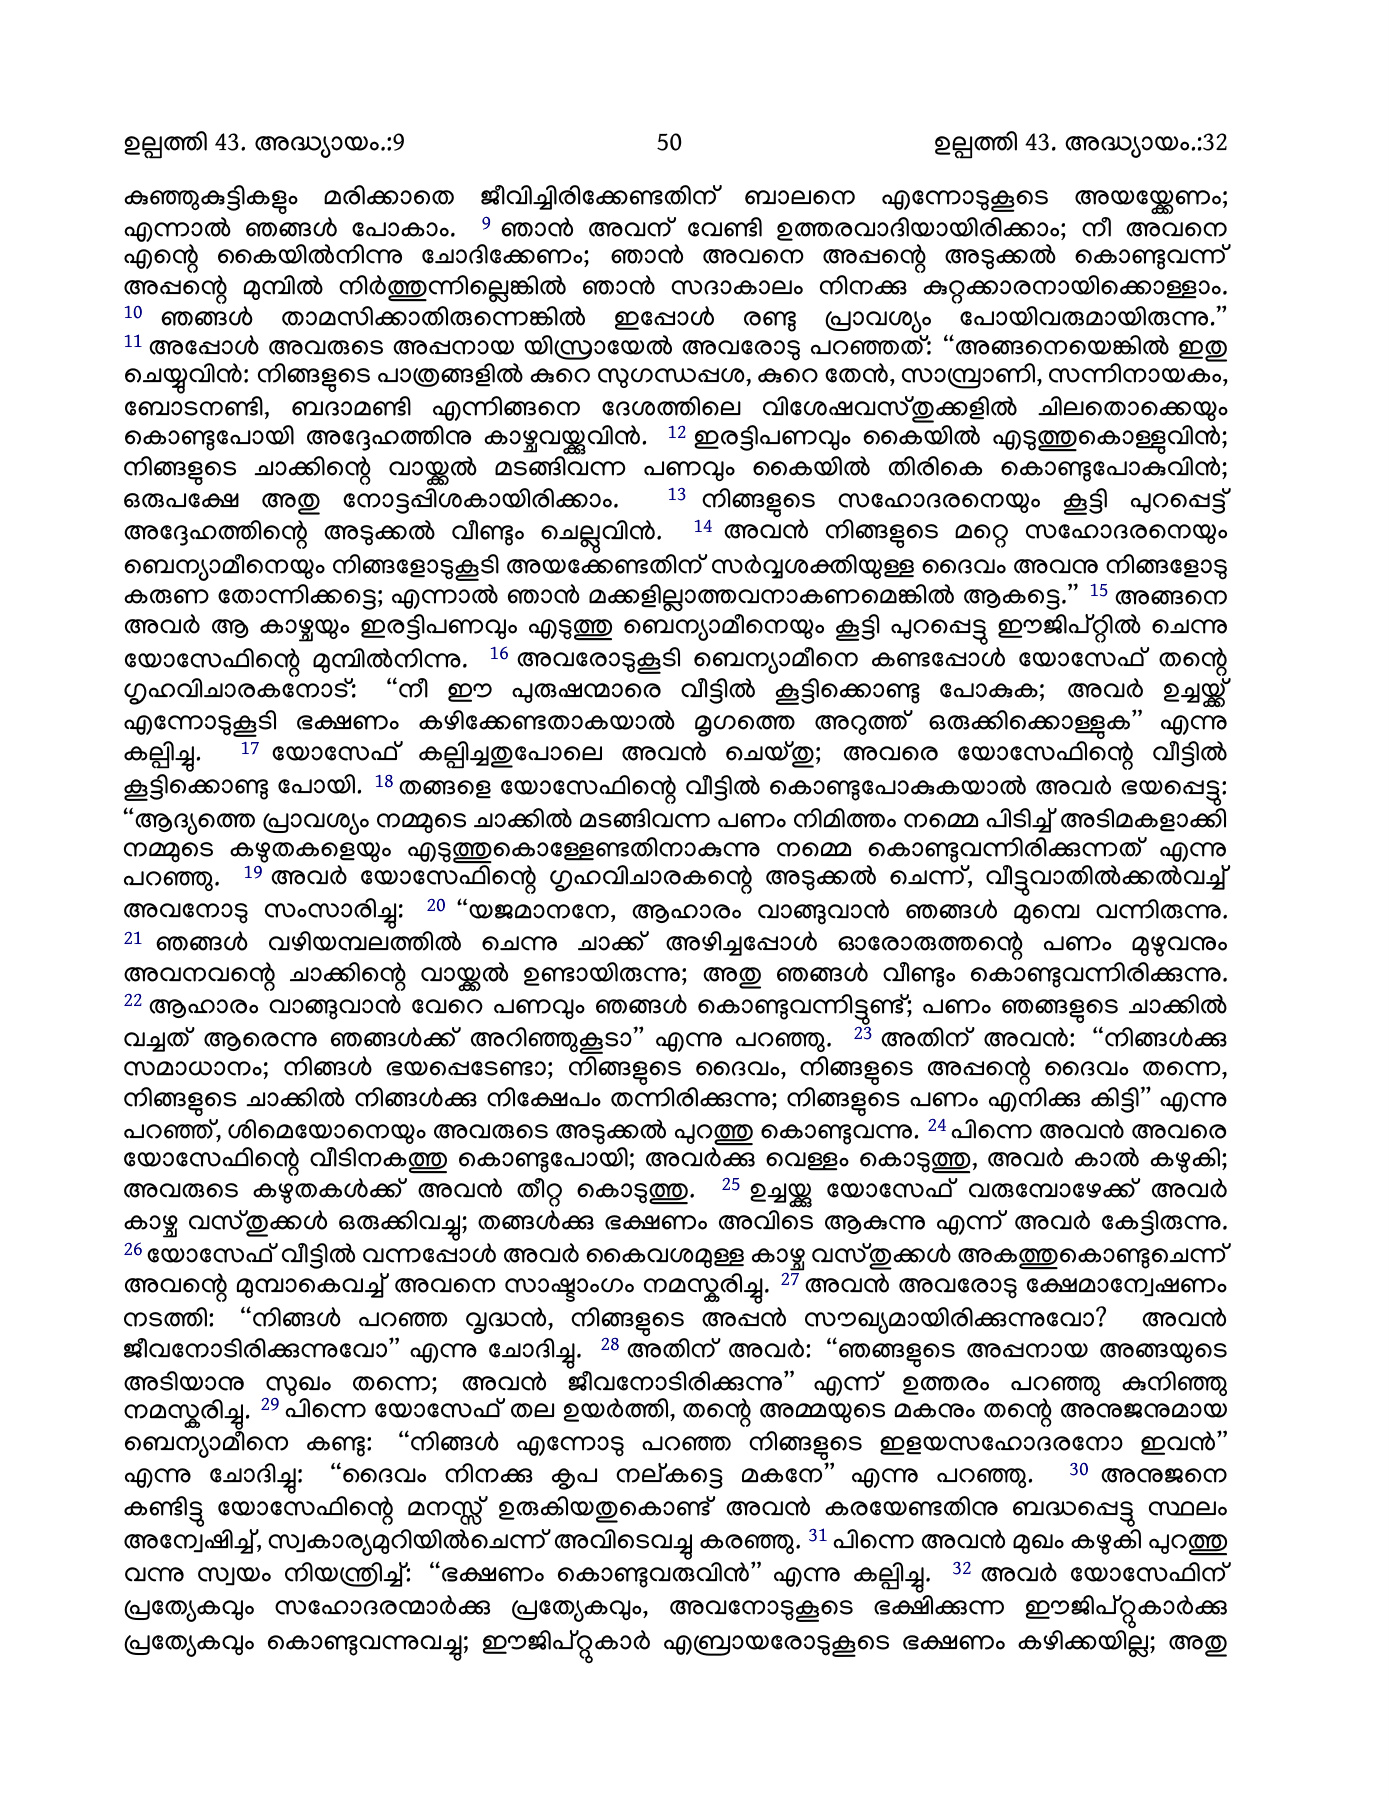 ഉല്പത്തി 43. അദ്ധ്യായം.:9 50 ഉല്പത്തി 43. അദ്ധ്യായം.:32
കുഞ്ഞുകുട്ടികളും മരിക്കാതെ ജീവിച്ചിരിക്കേണ്ടതിന് ബാലനെ എന്നോടുകൂടെ അയയ്ക്കേണം;
എന്നാൽ ഞങ്ങൾ പോകാം. 9 ഞാൻ അവന് വേണ്ടി ഉത്തരവാദിയായിരിക്കാം; നീ അവനെ
എന്റെ കൈയിൽനിന്നു ചോദിക്കേണം; ഞാൻ അവനെ അപ്പന്റെ അടുക്കൽ കൊണ്ടുവന്ന്
അപ്പന്റെ മുമ്പിൽ നിർത്തുന്നില്ലെങ്കിൽ ഞാൻ സദാകാലം നിനക്കു കുറ്റക്കാരനായിക്കൊള്ളാം.
10 ഞങ്ങൾ താമസിക്കാതിരുന്നെങ്കിൽ ഇപ്പോൾ രണ്ടു പ്രാവശ്യം പോയിവരുമായിരുന്നു.”
11 അപ്പോൾ അവരുടെ അപ്പനായ യിസ്രായേൽ അവരോടു പറഞ്ഞത്: “അങ്ങനെയെങ്കിൽ ഇതു
ചെയ്യുവിൻ: നിങ്ങളുടെ പാത്രങ്ങളിൽ കുറെ സുഗന്ധപ്പശ, കുറെ തേൻ, സാമ്പ്രാണി, സന്നിനായകം,
ബോടനണ്ടി, ബദാമണ്ടി എന്നിങ്ങനെ ദേശത്തിലെ വിശേഷവസ്തുക്കളിൽ ചിലതൊക്കെയും
കൊണ്ടുപോയി അദ്ദേഹത്തിനു കാഴ്ചവയ്ക്കുവിൻ. 12 ഇരട്ടിപണവും കൈയിൽ എടുത്തുകൊള്ളുവിൻ;
നിങ്ങളുടെ ചാക്കിന്റെ വായ്ക്കൽ മടങ്ങിവന്ന പണവും കൈയിൽ തിരികെ കൊണ്ടുപോകുവിൻ;
ഒരുപക്ഷേ അതു നോട്ടപ്പിശകായിരിക്കാം. 13 നിങ്ങളുടെ സഹോദരനെയും കൂട്ടി പുറപ്പെട്ട്
അദ്ദേഹത്തിന്റെ അടുക്കൽ വീണ്ടും ചെല്ലുവിൻ. 14 അവൻ നിങ്ങളുടെ മറ്റെ സഹോദരനെയും
ബെന്യാമീനെയും നിങ്ങളോടുകൂടി അയക്കേണ്ടതിന് സർവ്വശക്തിയുള്ള ദൈവം അവനു നിങ്ങളോടു
കരുണ തോന്നിക്കട്ടെ; എന്നാൽ ഞാൻ മക്കളില്ലാത്തവനാകണമെങ്കിൽ ആകട്ടെ.” 15 അങ്ങനെ
അവർ ആ കാഴ്ചയും ഇരട്ടിപണവും എടുത്തു ബെന്യാമീനെയും കൂട്ടി പുറപ്പെട്ടു ഈജിപ്റ്റിൽ ചെന്നു
യോസേഫിന്റെ മുമ്പിൽനിന്നു. 16 അവരോടുകൂടി ബെന്യാമീനെ കണ്ടപ്പോൾ യോസേഫ് തന്റെ
ഗൃഹവിചാരകനോട്: “നീ ഈ പുരുഷന്മാരെ വീട്ടിൽ കൂട്ടിക്കൊണ്ടു പോകുക; അവർ ഉച്ചയ്ക്ക്
എന്നോടുകൂടി ഭക്ഷണം കഴിക്കേണ്ടതാകയാൽ മൃഗത്തെ അറുത്ത് ഒരുക്കിക്കൊള്ളുക” എന്നു
കല്പിച്ചു. 17 യോസേഫ് കല്പിച്ചതുപോലെ അവൻ ചെയ്തു; അവരെ യോസേഫിന്റെ വീട്ടിൽ
കൂട്ടിക്കൊണ്ടു പോയി. 18 തങ്ങളെ യോസേഫിന്റെ വീട്ടിൽ കൊണ്ടുപോകുകയാൽ അവർ ഭയപ്പെട്ടു:
“ആദ്യത്തെ പ്രാവശ്യം നമ്മുടെ ചാക്കിൽ മടങ്ങിവന്ന പണം നിമിത്തം നമ്മെ പിടിച്ച് അടിമകളാക്കി
നമ്മുടെ കഴുതകളെയും എടുത്തുകൊള്ളേണ്ടതിനാകുന്നു നമ്മെ കൊണ്ടുവന്നിരിക്കുന്നത് എന്നു
പറഞ്ഞു. 19 അവർ യോസേഫിന്റെ ഗൃഹവിചാരകന്റെ അടുക്കൽ ചെന്ന്, വീട്ടുവാതിൽക്കൽവച്ച്
അവനോടു സംസാരിച്ചു: 20 “യജമാനനേ, ആഹാരം വാങ്ങുവാൻ ഞങ്ങൾ മുമ്പെ വന്നിരുന്നു.
21 ഞങ്ങൾ വഴിയമ്പലത്തിൽ ചെന്നു ചാക്ക് അഴിച്ചപ്പോൾ ഓരോരുത്തന്റെ പണം മുഴുവനും
അവനവന്റെ ചാക്കിന്റെ വായ്ക്കൽ ഉണ്ടായിരുന്നു; അതു ഞങ്ങൾ വീണ്ടും കൊണ്ടുവന്നിരിക്കുന്നു.
22 ആഹാരം വാങ്ങുവാൻ വേറെ പണവും ഞങ്ങൾ കൊണ്ടുവന്നിട്ടുണ്ട്; പണം ഞങ്ങളുടെ ചാക്കിൽ
വച്ചത് ആരെന്നു ഞങ്ങൾക്ക് അറിഞ്ഞുകൂടാ” എന്നു പറഞ്ഞു. 23 അതിന് അവൻ: “നിങ്ങൾക്കു
സമാധാനം; നിങ്ങൾ ഭയപ്പെടേണ്ടാ; നിങ്ങളുടെ ദൈവം, നിങ്ങളുടെ അപ്പന്റെ ദൈവം തന്നെ,
നിങ്ങളുടെ ചാക്കിൽ നിങ്ങൾക്കു നിക്ഷേപം തന്നിരിക്കുന്നു; നിങ്ങളുടെ പണം എനിക്കു കിട്ടി” എന്നു
പറഞ്ഞ്, ശിമെയോനെയും അവരുടെ അടുക്കൽ പുറത്തു കൊണ്ടുവന്നു. 24 പിന്നെ അവൻ അവരെ
യോസേഫിന്റെ വീടിനകത്തു കൊണ്ടുപോയി; അവർക്കു വെള്ളം കൊടുത്തു, അവർ കാൽ കഴുകി;
അവരുടെ കഴുതകൾക്ക് അവൻ തീറ്റ കൊടുത്തു. 25 ഉച്ചയ്ക്കു യോസേഫ് വരുമ്പോഴേക്ക് അവർ
കാഴ്ച വസ്തുക്കൾ ഒരുക്കിവച്ചു; തങ്ങൾക്കു ഭക്ഷണം അവിടെ ആകുന്നു എന്ന് അവർ കേട്ടിരുന്നു.
26 യോസേഫ് വീട്ടിൽ വന്നപ്പോൾ അവർ കൈവശമുള്ള കാഴ്ച വസ്തുക്കൾ അകത്തുകൊണ്ടുചെന്ന്
അവന്റെ മുമ്പാകെവച്ച് അവനെ സാഷ്ടാംഗം നമസ്കരിച്ചു. 27 അവൻ അവരോടു ക്ഷേമാന്വേഷണം
നടത്തി: “നിങ്ങൾ പറഞ്ഞ വൃദ്ധൻ, നിങ്ങളുടെ അപ്പൻ സൗഖ്യമായിരിക്കുന്നുവോ? അവൻ
ജീവനോടിരിക്കുന്നുവോ” എന്നു ചോദിച്ചു. 28 അതിന് അവർ: “ഞങ്ങളുടെ അപ്പനായ അങ്ങയുടെ
അടിയാനു സുഖം തന്നെ; അവൻ ജീവനോടിരിക്കുന്നു” എന്ന് ഉത്തരം പറഞ്ഞു കുനിഞ്ഞു
നമസ്കരിച്ചു. 29 പിന്നെ യോസേഫ് തല ഉയർത്തി, തന്റെ അമ്മയുടെ മകനും തന്റെ അനുജനുമായ
ബെന്യാമീനെ കണ്ടു: “നിങ്ങൾ എന്നോടു പറഞ്ഞ നിങ്ങളുടെ ഇളയസഹോദരനോ ഇവൻ”
എന്നു ചോദിച്ചു: “ദൈവം നിനക്കു കൃപ നല്കട്ടെ മകനേ” എന്നു പറഞ്ഞു. 30 അനുജനെ
കണ്ടിട്ടു യോസേഫിന്റെ മനസ്സ് ഉരുകിയതുകൊണ്ട് അവൻ കരയേണ്ടതിനു ബദ്ധപ്പെട്ടു സ്ഥലം
അന്വേഷിച്ച്, സ്വകാര്യമുറിയിൽചെന്ന് അവിടെവച്ചു കരഞ്ഞു. 31 പിന്നെ അവൻ മുഖം കഴുകി പുറത്തു
വന്നു സ്വയം നിയന്ത്രിച്ച്: “ഭക്ഷണം കൊണ്ടുവരുവിൻ” എന്നു കല്പിച്ചു. 32 അവർ യോസേഫിന്
പ്രത്യേകവും സഹോദരന്മാർക്കു പ്രത്യേകവും, അവനോടുകൂടെ ഭക്ഷിക്കുന്ന ഈജിപ്റ്റുകാർക്കു
പ്രത്യേകവും കൊണ്ടുവന്നുവച്ചു; ഈജിപ്റ്റുകാർ എബ്രായരോടുകൂടെ ഭക്ഷണം കഴിക്കയില്ല; അതു